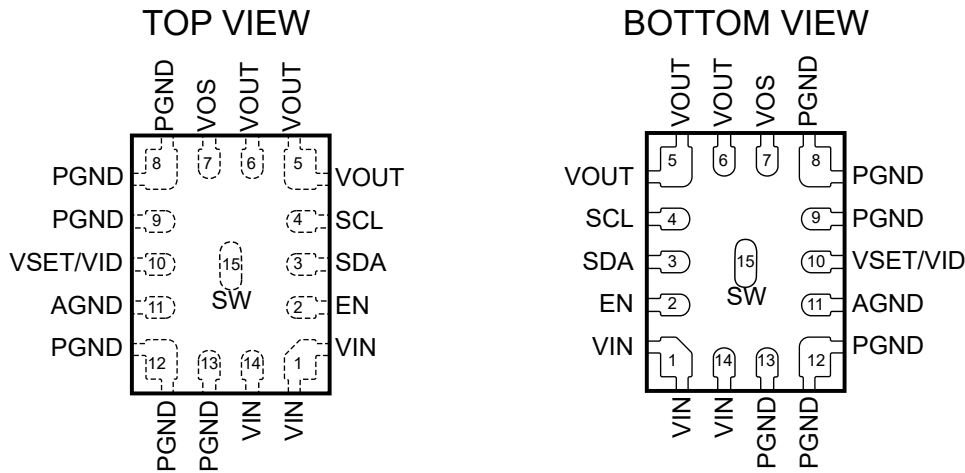 TOP VIEW
PGND
VOS
VOUT
VOUT
8
7
6
5
PGND
VOUT
PGND
9
4
SCL
VSET/VID
10
15
3
SDA
SW
AGND
11
2
EN
PGND
12
13
14
1
VIN
PGND
PGND
VIN
VIN
BOTTOM VIEW
VOUT
VOUT
VOS
PGND
5
6
7
8
VOUT
PGND
SCL
4
9
PGND
SDA
3
15
10
VSET/VID
SW
EN
2
11
AGND
VIN
1
14
13
12
PGND
VIN
VIN
PGND
PGND